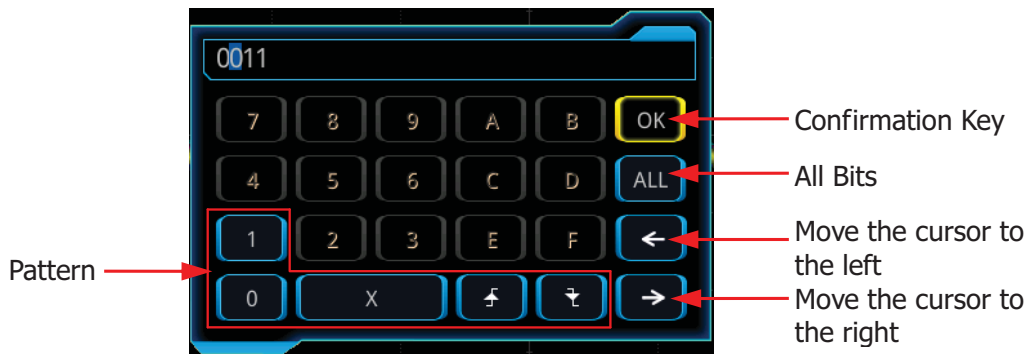 0011
7 8 9 A B OK
Confirmation Key
4 5 6 C D ALL
All Bits
1 2 3 E F ←
Move the cursor to
the left
Pattern
0 X →
Move the cursor to
the right